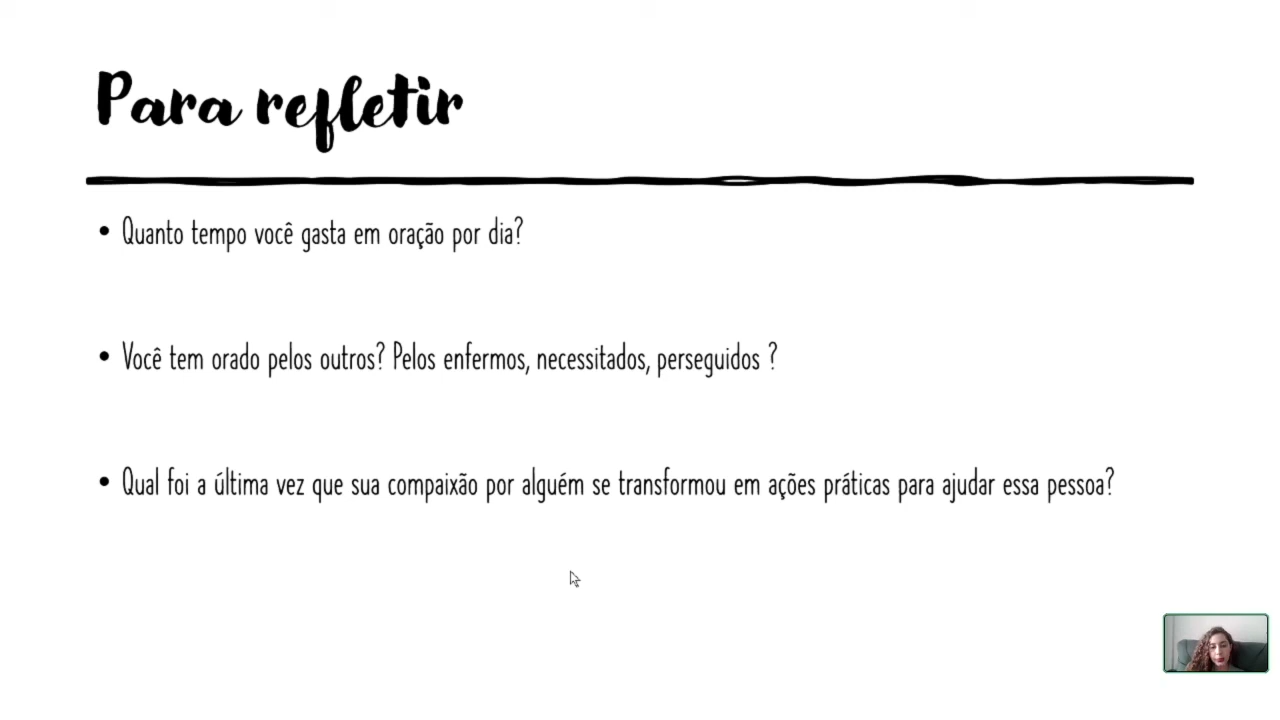 Para refletir
• Quanto tempo você gasta em oração por dia?
• Você tem orado pelos outros? Pelos enfermos, necessitados, perseguidos ?
• Qual foi a última vez que sua compaixão por alguém se transformou em ações práticas para ajudar essa pessoa?